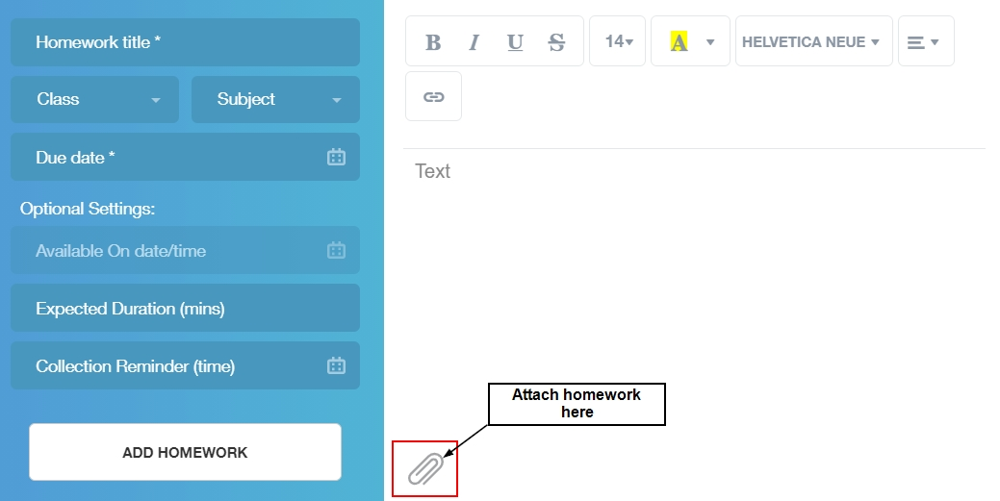 Homework title *
Class
Subject
Due date *
Optional Settings:
Available On date/time
Expected Duration (mins)
Collection Reminder (time)
ADD HOMEWORK
B I U S 14 A HELVETICA NEUE
Text
Attach homework
here